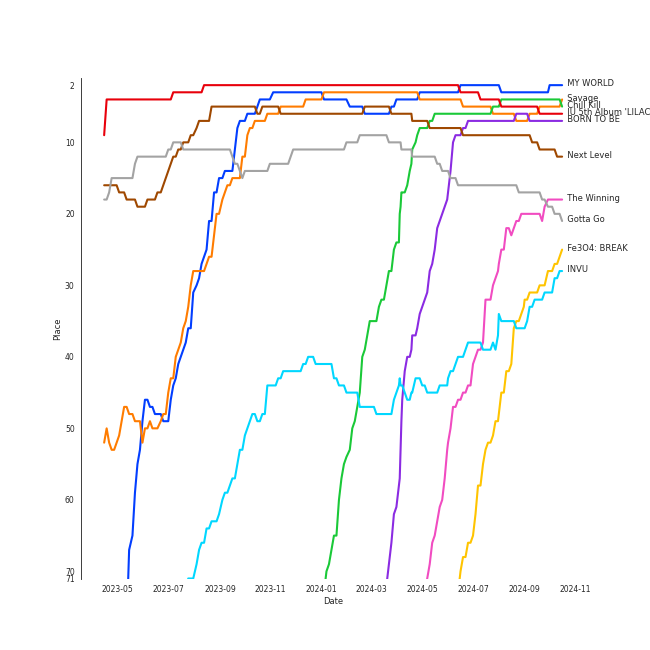 2
10
20
30
40
50
60
70
71
Place
2023-05
2023-07
2023-09
2023-11
2024-01
2024-03
2024-05
2024-07
2024-09
2024-11
Date
MY WORLD
Savage
Chill Kill
IU 5th Album 'LILAC
BORN TO BE
Next Level
The Winning
Gotta Go
Fe3O4: BREAK
INVU